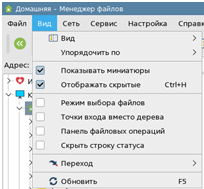 Домашняя - Менеджер файлов
Файл Вид Сеть Сервис Настройка Справк
Адрес:
Вид
Упорядочить по
Показывать миниатюры
Отображать скрытые Ctrl+H
Режим выбора файлов
Точки входа вместо дерева
Панель файловых операций
Скрыть строку статуса
Переход
Обновить F5